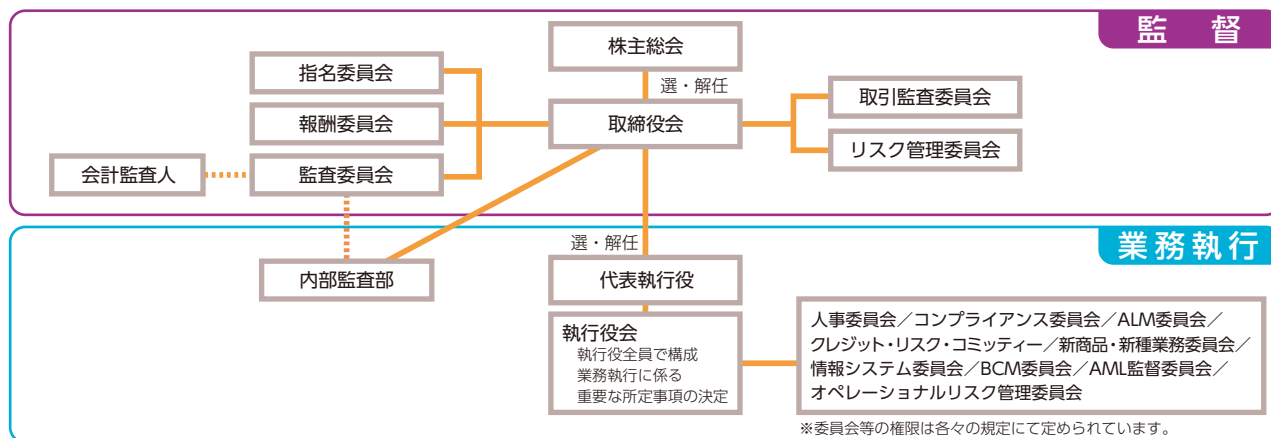 監 督
株主総会
選・解任
指名委員会
報酬委員会
監査委員会
会計監査人
取締役会
取引監査委員会
リスク管理委員会
業務執行
選・解任
内部監査部
代表執行役
執行役会
執行役全員で構成
業務執行に係る
重要な所定事項の決定
人事委員会／コンプライアンス委員会／ALM委員会／
クレジット・リスク・コミッティー／新商品・新種業務委員会／
情報システム委員会／BCM委員会／AML監督委員会／
オペレーショナルリスク管理委員会
※委員会等の権限は各々の規定にて定められています。